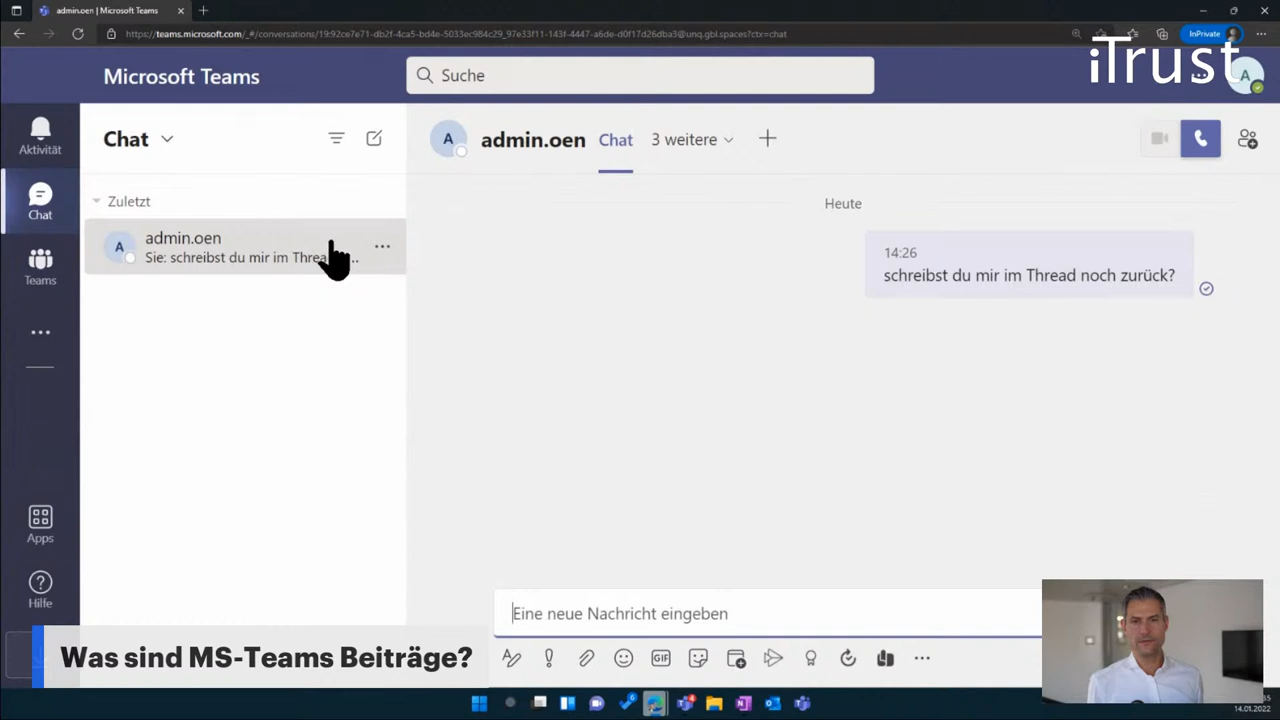 admin.oen | Microsoft Teams
https://teams.microsoft.com/_#/conversations/19:92ce7e71-db2f-4ca5-bd4e-5033ec984c29_97e33f11-143f-4447-a6de-d0f17d26dba3@unq.gbl.spaces?ctx=chat
InPrivate
iTrust
Microsoft Teams
Suche
A
Aktivität
Chat
Teams
Apps
Hilfe
Chat
Zuletzt
A
admin.oen
Sie: schreibst du mir im Threa...
A
admin.oen
Chat
3 weitere
Heute
14:26
schreibst du mir im Thread noch zurück?
Eine neue Nachricht eingeben
GIF
Was sind MS-Teams Beiträge?
14.01.2022